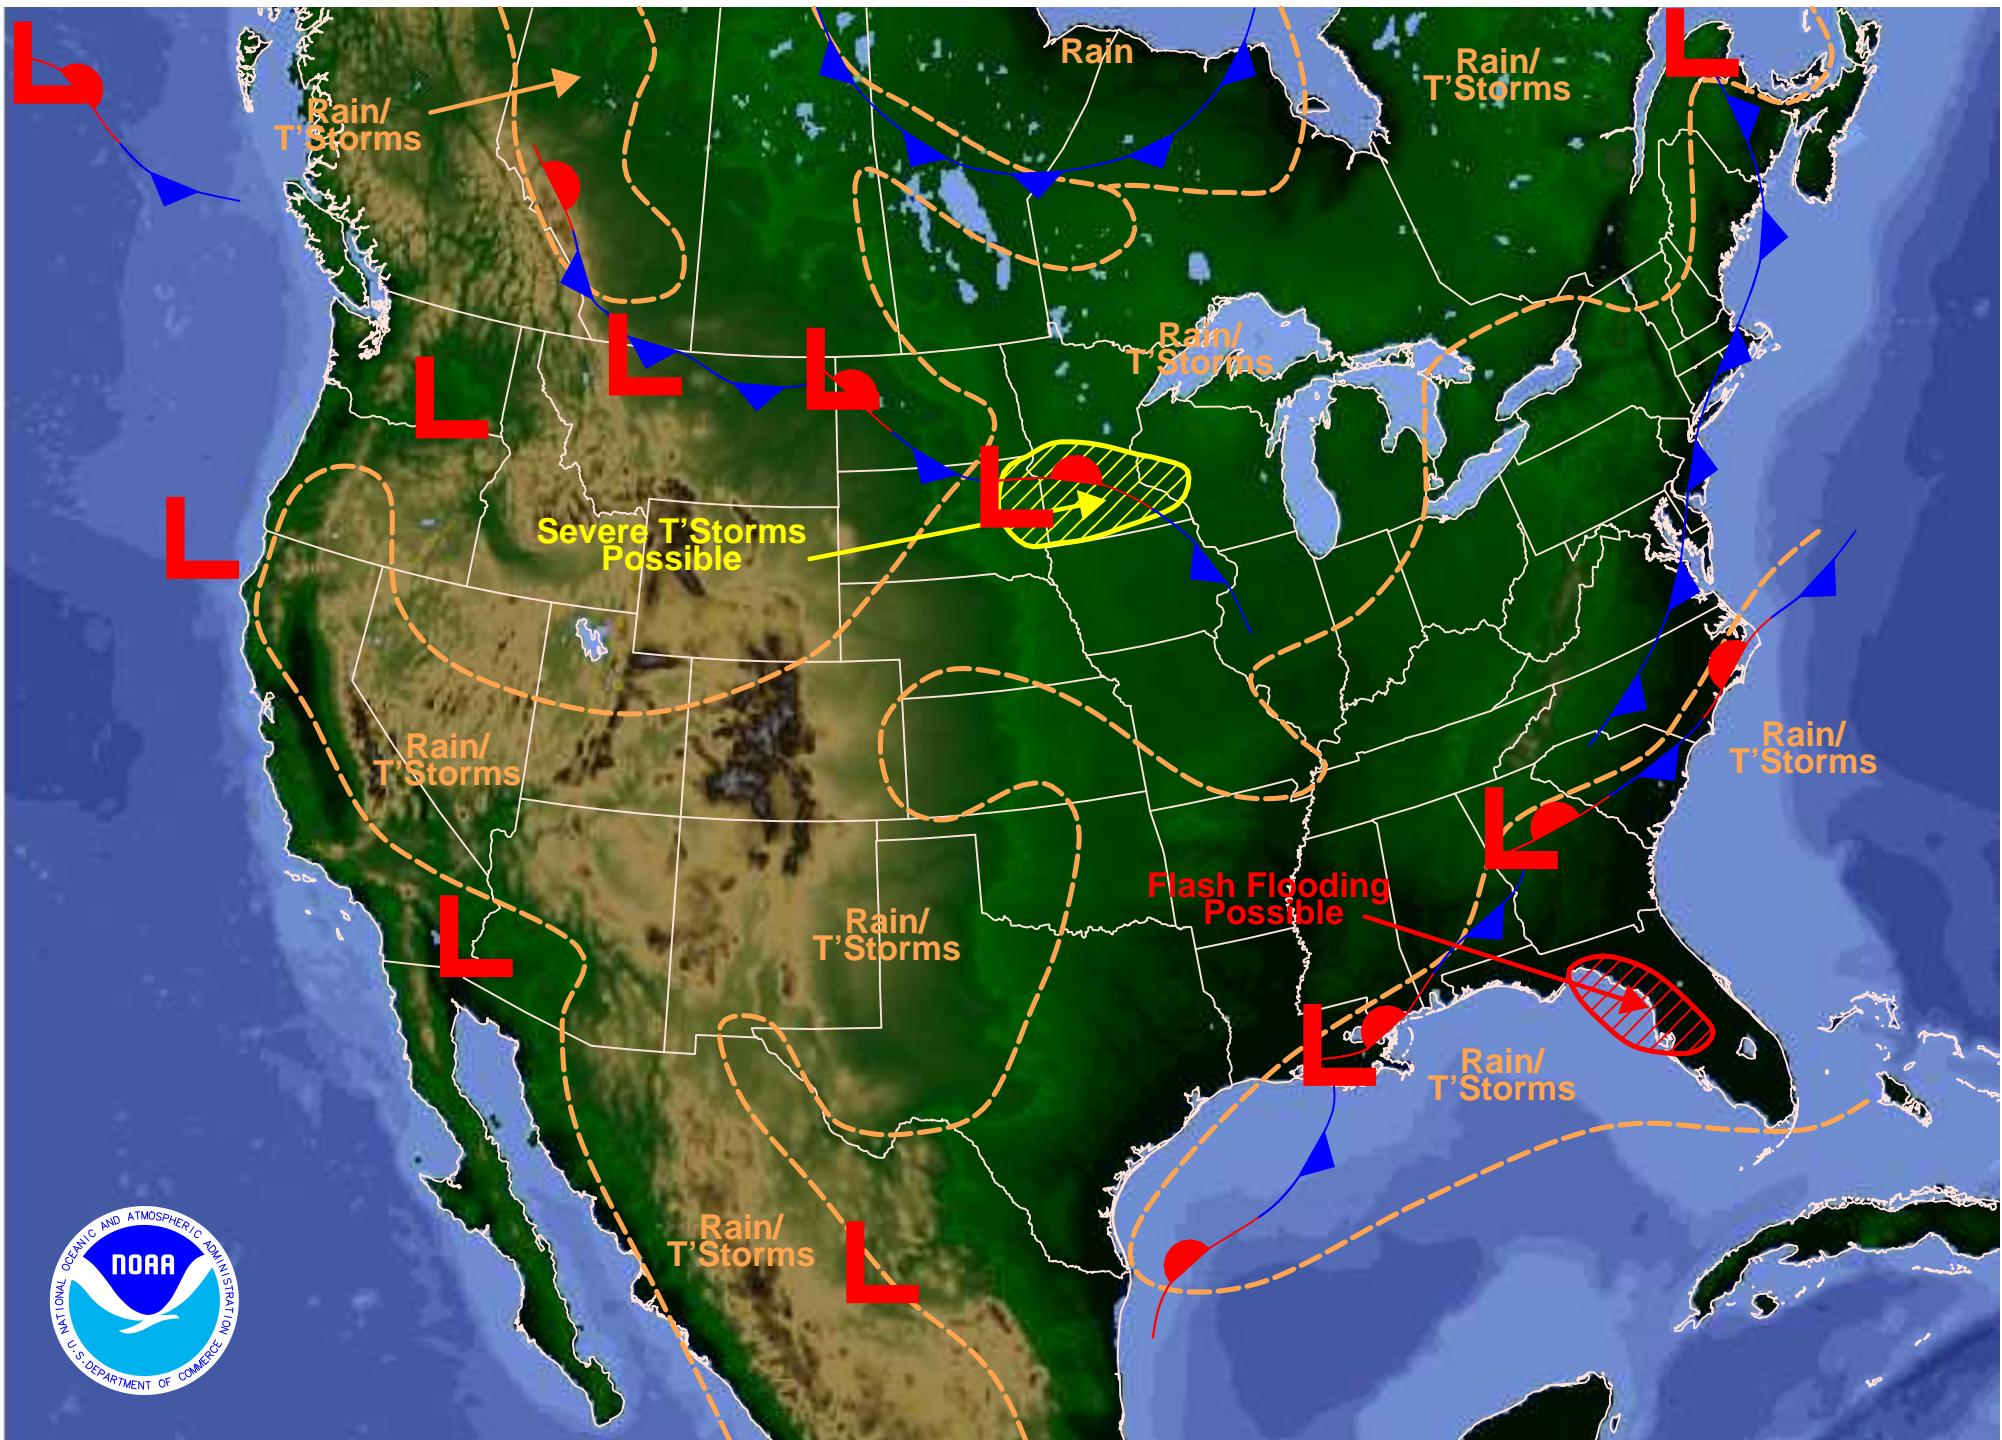 Rain
Rain/
T'Storms
Rain/
T'Storms
Rain/
T'Storms
Severe T'Storms
Possible
Rain/
T'Storms
Rain/
T'Storms
Flash Flooding
Possible
Rain/
T'Storms
Rain/
T'Storms
Rain/
T'Storms
L
L
L
L
L
L
L
L
L
L
L
L
NATIONAL OCEANIC AND ATMOSPHERIC ADMINISTRATION
NOAA
U.S. DEPARTMENT OF COMMERCE